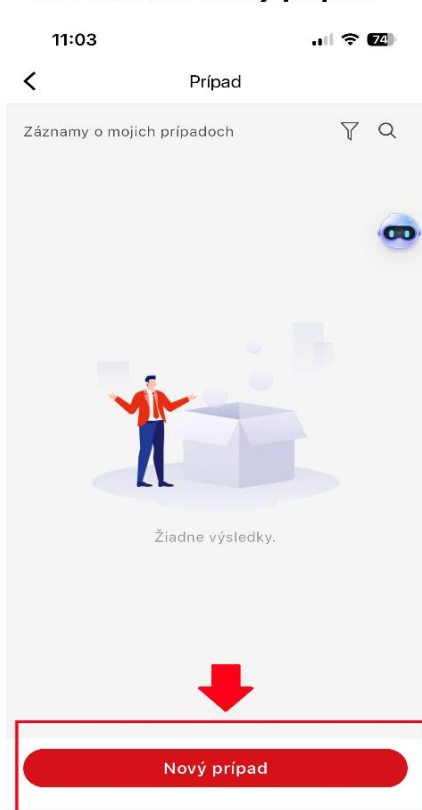 11:03
74
Prípad
Záznamy o mojich prípadoch
Žiadne výsledky.
Nový prípad